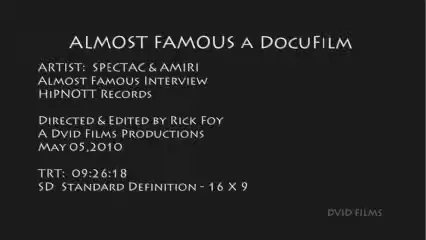 ALMOST FAMOUS A DOCUFILM
ARTIST: SPECTAC & AMIRI
ALMOST FAMOUS INTERVIEW
HiPNOTT RECORDS
DIRECTED & EDITED BY RICK FOY
A DVID FILMS PRODUCTIONS
MAY 05,2010
TRT: 09:26:18
SD STANDARD DEFINITION - 16 X 9
DVID FILMS